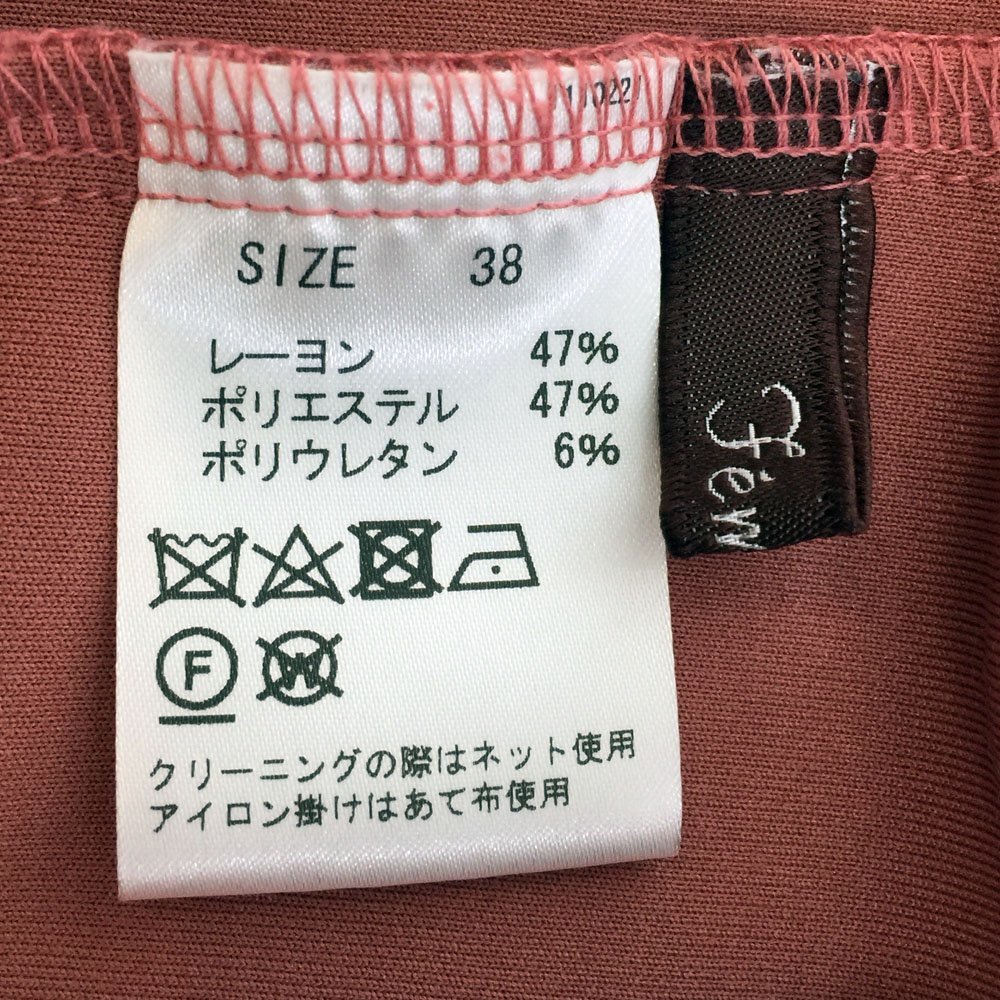 SIZE 38
レーヨン 47%
ポリエステル 47%
ポリウレタン 6%
F
W
クリーニングの際はネット使用
アイロン掛けはあて布使用